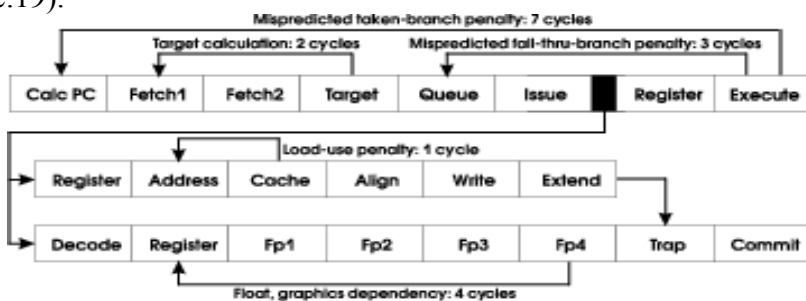 c.19).
Mispredicted taken-branch penalty: 7 cycles
Target calculation: 2 cycles Mispredicted fall-thru-branch penalty: 3 cycles
Calc PC Fetch1 Fetch2 Target Queue Issue Register Execute
Load-use penalty: 1 cycle
Register Address Cache Align Write Extend
Decode Register Fp1 Fp2 Fp3 Fp4 Trap Commit
Float, graphics dependency: 4 cycles